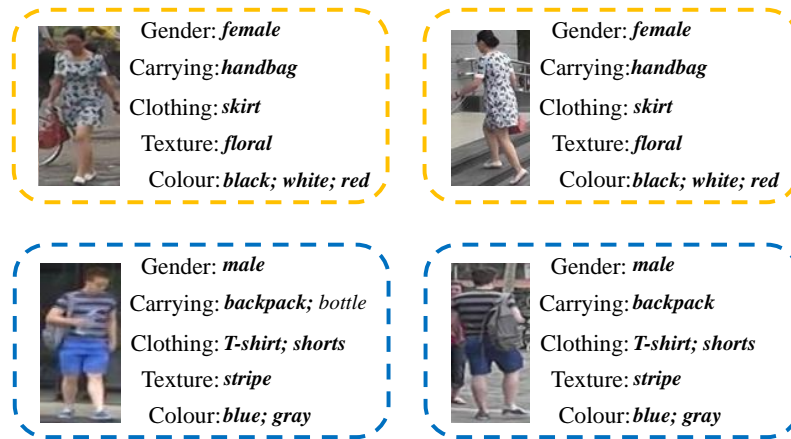 Gender: female
Carrying: handbag
Clothing: skirt
Texture: floral
Colour: black; white; red
Gender: female
Carrying: handbag
Clothing: skirt
Texture: floral
Colour: black; white; red
Gender: male
Carrying: backpack; bottle
Clothing: T-shirt; shorts
Texture: stripe
Colour: blue; gray
Gender: male
Carrying: backpack
Clothing: T-shirt; shorts
Texture: stripe
Colour: blue; gray